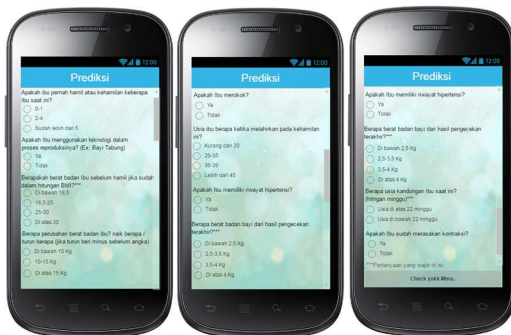 12:00
Prediksi
Apakah Ibu pernah hamil atau kehamilan keberapa
Ibu saat ini?
0-1
2-4
Sudah lebih dari 5
Apakah Ibu menggunakan teknologi dalam
proses reproduksinya? (Ex: Bayi Tabung)
Ya
Tidak
Berapakah berat badan Ibu sebelum hamil jika sudah
dalam hitungan BMI?***
Di bawah 18,5
18,5-25
25-30
Di atas 30
Berapa perubahan berat badan ibu? naik berapa /
turun berapa (jika turun beri minus sebelum angka)
Di bawah 10 Kg
10-15 Kg
Di atas 15 Kg
12:00
Prediksi
Apakah Ibu merokok?
Ya
Tidak
Usia ibu berapa ketika melahirkan pada kehamilan
ini?
Kurang dari 20
20-35
35-39
Lebih dari 40
Apakah Ibu memiliki riwayat hipertensi?
Ya
Tidak
Berapa berat badan bayi dari hasil pengecekan
terakhir?***
Di bawah 2,5 Kg
2,5-3,5 Kg
3,5-4 Kg
Di atas 4 Kg
12:00
Prediksi
Apakah Ibu memiliki riwayat hipertensi?
Ya
Tidak
Berapa berat badan bayi dari hasil pengecekan
terakhir?***
Di bawah 2,5 Kg
2,5-3,5 Kg
3,5-4 Kg
Di atas 4 Kg
Berapa usia kandungan Ibu saat ini?
(hitngan minggu)***
Usia di atas 22 minggu
Usia di bawah 22 minggu
Apakah Ibu sudah merasakan kontraksi?
Ya
Tidak
***Pertanyaan yang wajib di isi
Check yukk Mma..